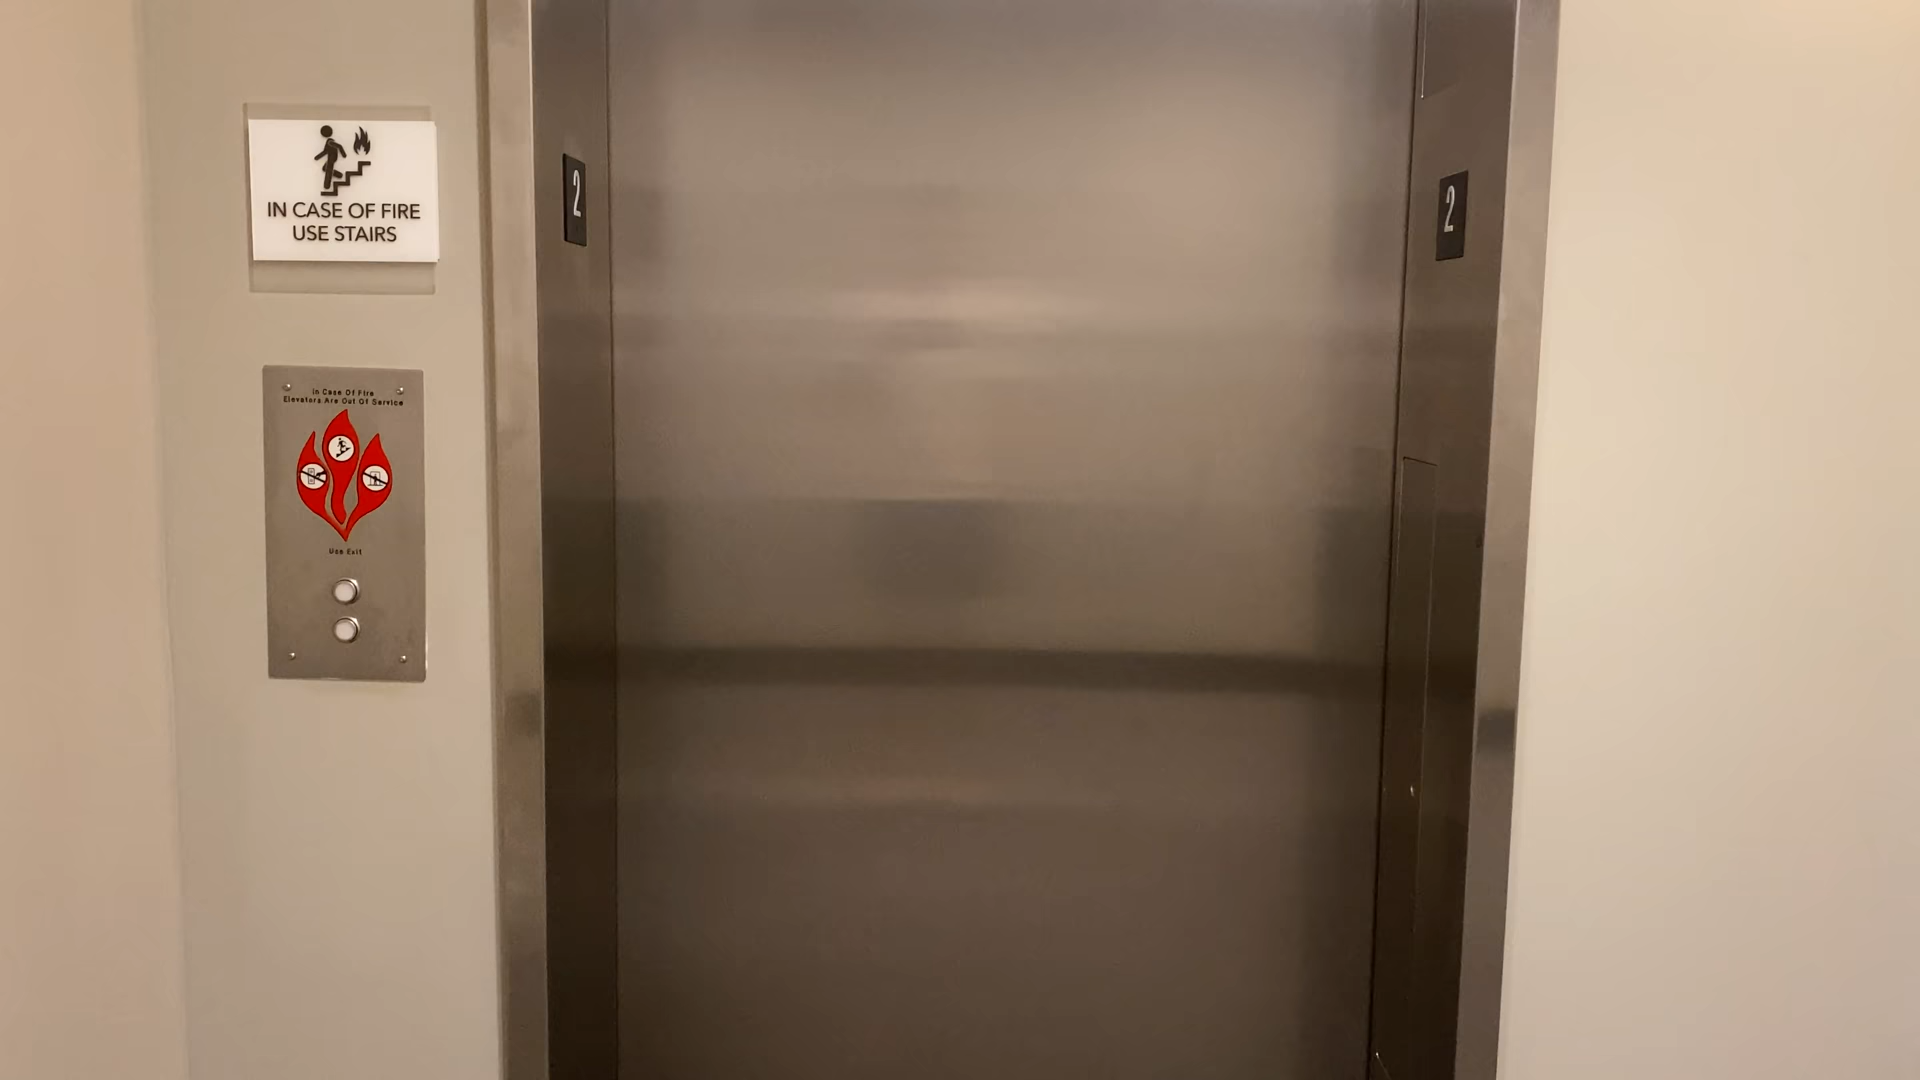 IN CASE OF FIRE
USE STAIRS
2
2
In Case Of Fire
Elevators Are Out Of Service
Use Exit